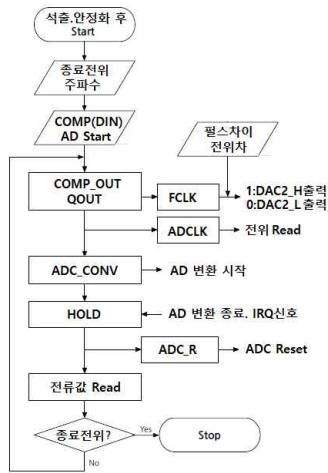 석출.안정화 후
Start
종료전위
주파수
COMP(DIN)
AD Start
펄스차이
전위차
COMP_OUT
QOUT
FCLK
1:DAC2_H출력
0:DAC2_L출력
ADCLK
전위 Read
ADC_CONV
AD 변환 시작
HOLD
AD 변환 종료. IRQ신호
ADC_R
ADC Reset
전류값 Read
종료전위?
Yes
Stop
No